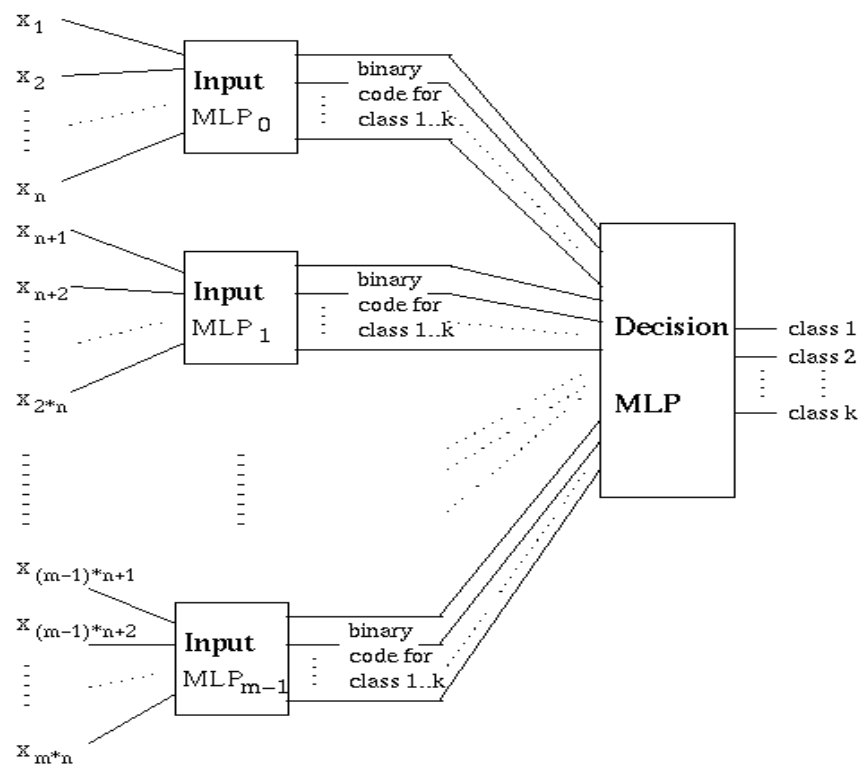 x1
x2
xn
Input
MLP0
binary
code for
class 1..k
xn+1
xn+2
x2*n
Input
MLP1
binary
code for
class 1..k
Decision
MLP
class 1
class 2
class k
x(m-1)*n+1
x(m-1)*n+2
xm*n
Input
MLPm-1
binary
code for
class 1..k